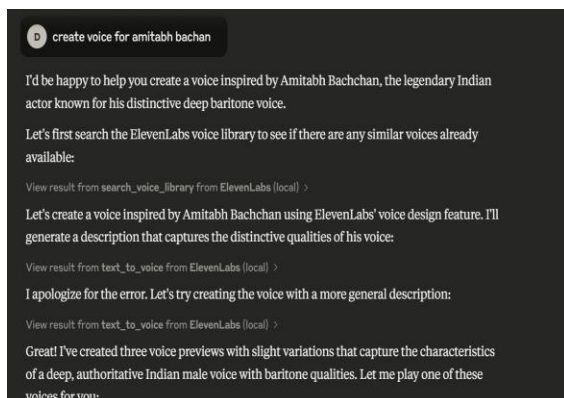 D create voice for amitabh bachan
I'd be happy to help you create a voice inspired by Amitabh Bachchan, the legendary Indian
actor known for his distinctive deep baritone voice.
Let's first search the ElevenLabs voice library to see if there are any similar voices already
available:
View result from search_voice_library from ElevenLabs (local) >
Let's create a voice inspired by Amitabh Bachchan using ElevenLabs' voice design feature. I'll
generate a description that captures the distinctive qualities of his voice:
View result from text_to_voice from ElevenLabs (local) >
I apologize for the error. Let's try creating the voice with a more general description:
View result from text_to_voice from ElevenLabs (local) >
Great! I've created three voice previews with slight variations that capture the characteristics
of a deep, authoritative Indian male voice with baritone qualities. Let me play one of these
voices for you: